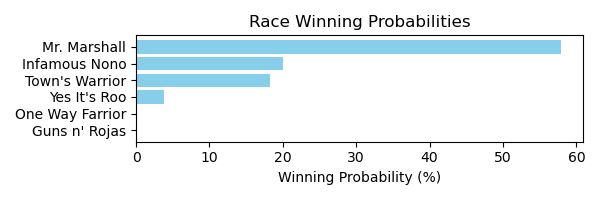 Race Winning Probabilities
Mr. Marshall
Infamous Nono
Town's Warrior
Yes It's Roo
One Way Farrior
Guns n' Rojas
0 10 20 30 40 50 60
Winning Probability (%)